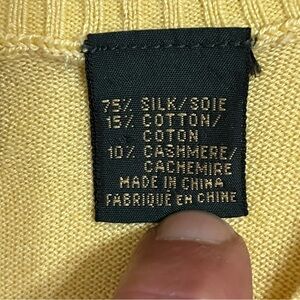 75% SILK/SOIE
15% COTTON/
COTON
10% CASHMERE/
CACHEMIRE
MADE IN CHINA
FABRIQUE EN CHINE